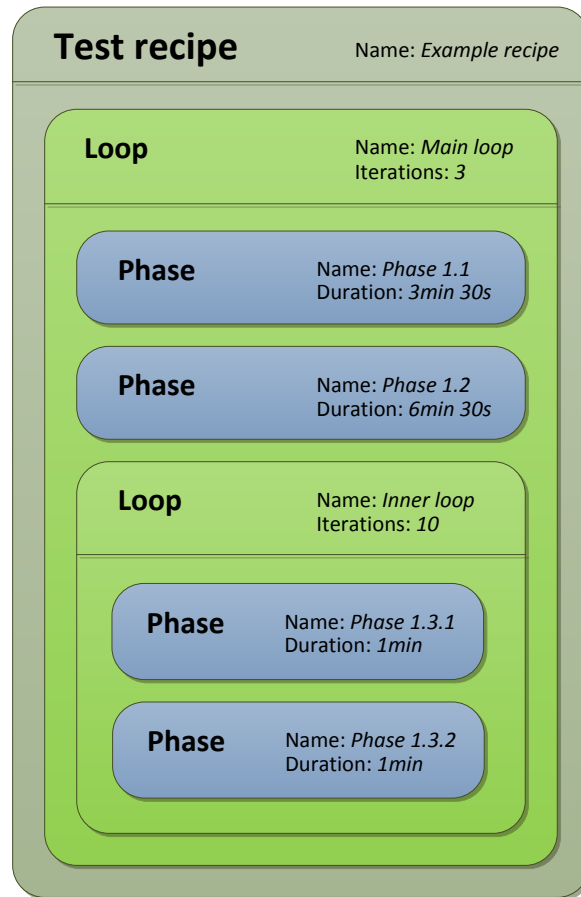 Test recipe
Name: Example recipe
Loop
Name: Main loop
Iterations: 3
Phase
Name: Phase 1.1
Duration: 3min 30s
Phase
Name: Phase 1.2
Duration: 6min 30s
Loop
Name: Inner loop
Iterations: 10
Phase
Name: Phase 1.3.1
Duration: 1min
Phase
Name: Phase 1.3.2
Duration: 1min